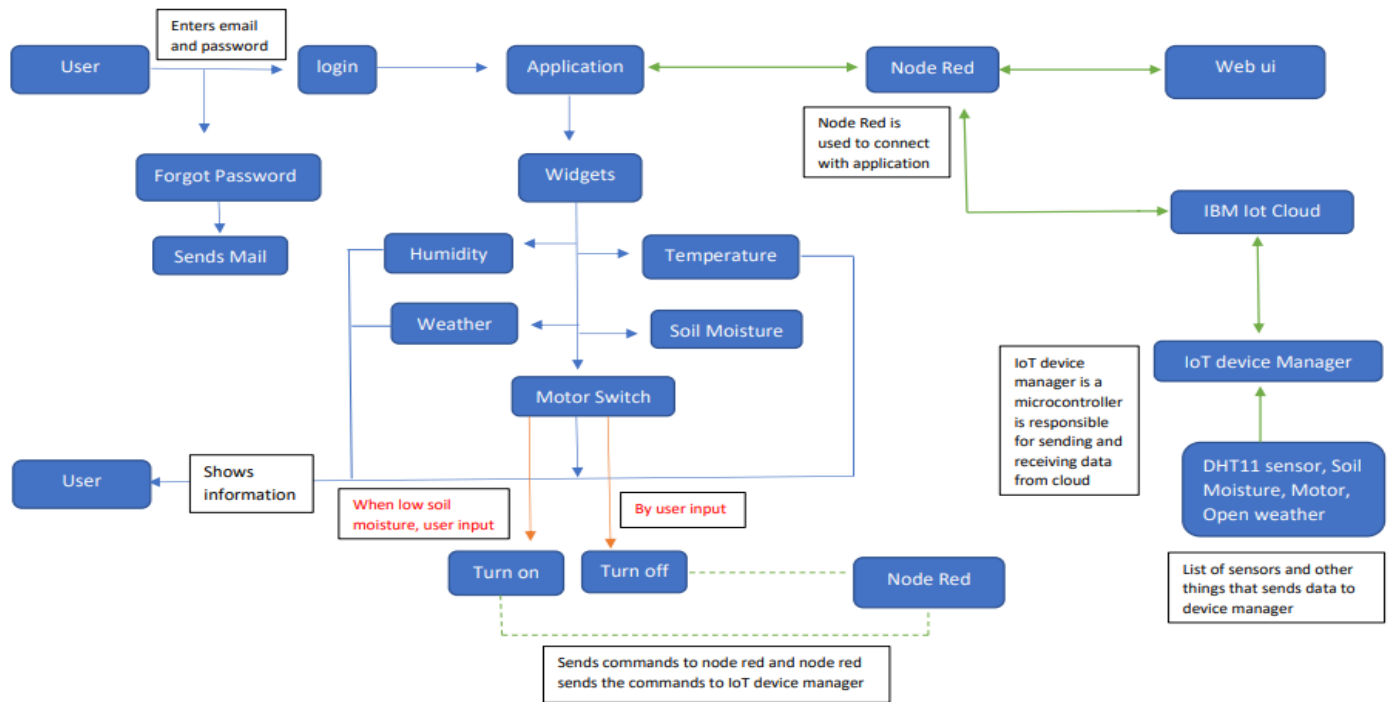 Enters email
and password
User
login
Application
Node Red
Web ui
Node Red is
used to connect
with application
Forgot Password
Widgets
IBM Iot Cloud
Sends Mail
Humidity
Temperature
Weather
Soil Moisture
IoT device Manager
IoT device
manager is a
microcontroller
is responsible
for sending and
receiving data
from cloud
Motor Switch
User
Shows
information
When low soil
moisture, user input
By user input
DHT11 sensor, Soil
Moisture, Motor,
Open weather
Turn on
Turn off
Node Red
List of sensors and other
things that sends data to
device manager
Sends commands to node red and node red
sends the commands to IoT device manager